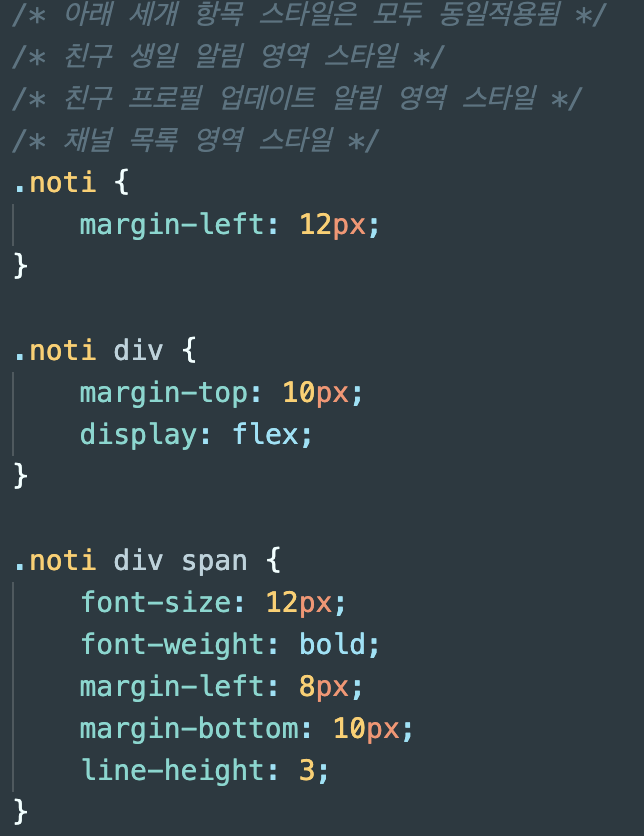 /* 아래 세개 항목 스타일은 모두 동일적용됨 */
/* 친구 생일 알림 영역 스타일 */
/* 친구 프로필 업데이트 알림 영역 스타일 */
/* 채널 목록 영역 스타일 */
.noti {
    margin-left: 12px;
}

.noti div {
    margin-top: 10px;
    display: flex;
}

.noti div span {
    font-size: 12px;
    font-weight: bold;
    margin-left: 8px;
    margin-bottom: 10px;
    line-height: 3;
}